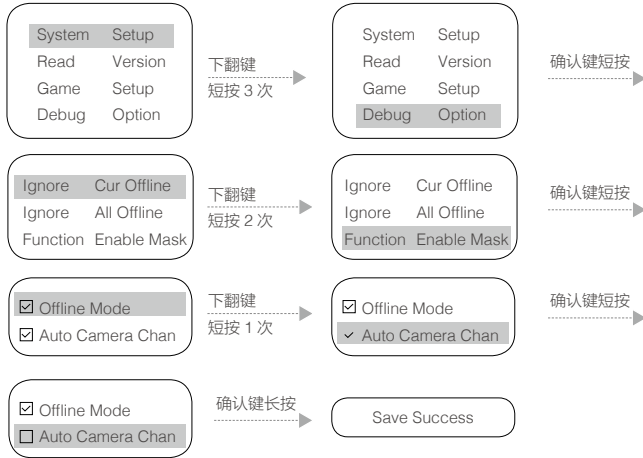 System Setup
Read Version
Game Setup
Debug Option
下翻键
短按 3 次
System Setup
Read Version
Game Setup
Debug Option
确认键短按
Ignore Cur Offline
Ignore All Offline
Function Enable Mask
下翻键
短按 2 次
Ignore Cur Offline
Ignore All Offline
Function Enable Mask
确认键短按
Offline Mode
Auto Camera Chan
下翻键
短按 1 次
Offline Mode
Auto Camera Chan
确认键短按
Offline Mode
Auto Camera Chan
确认键长按
Save Success